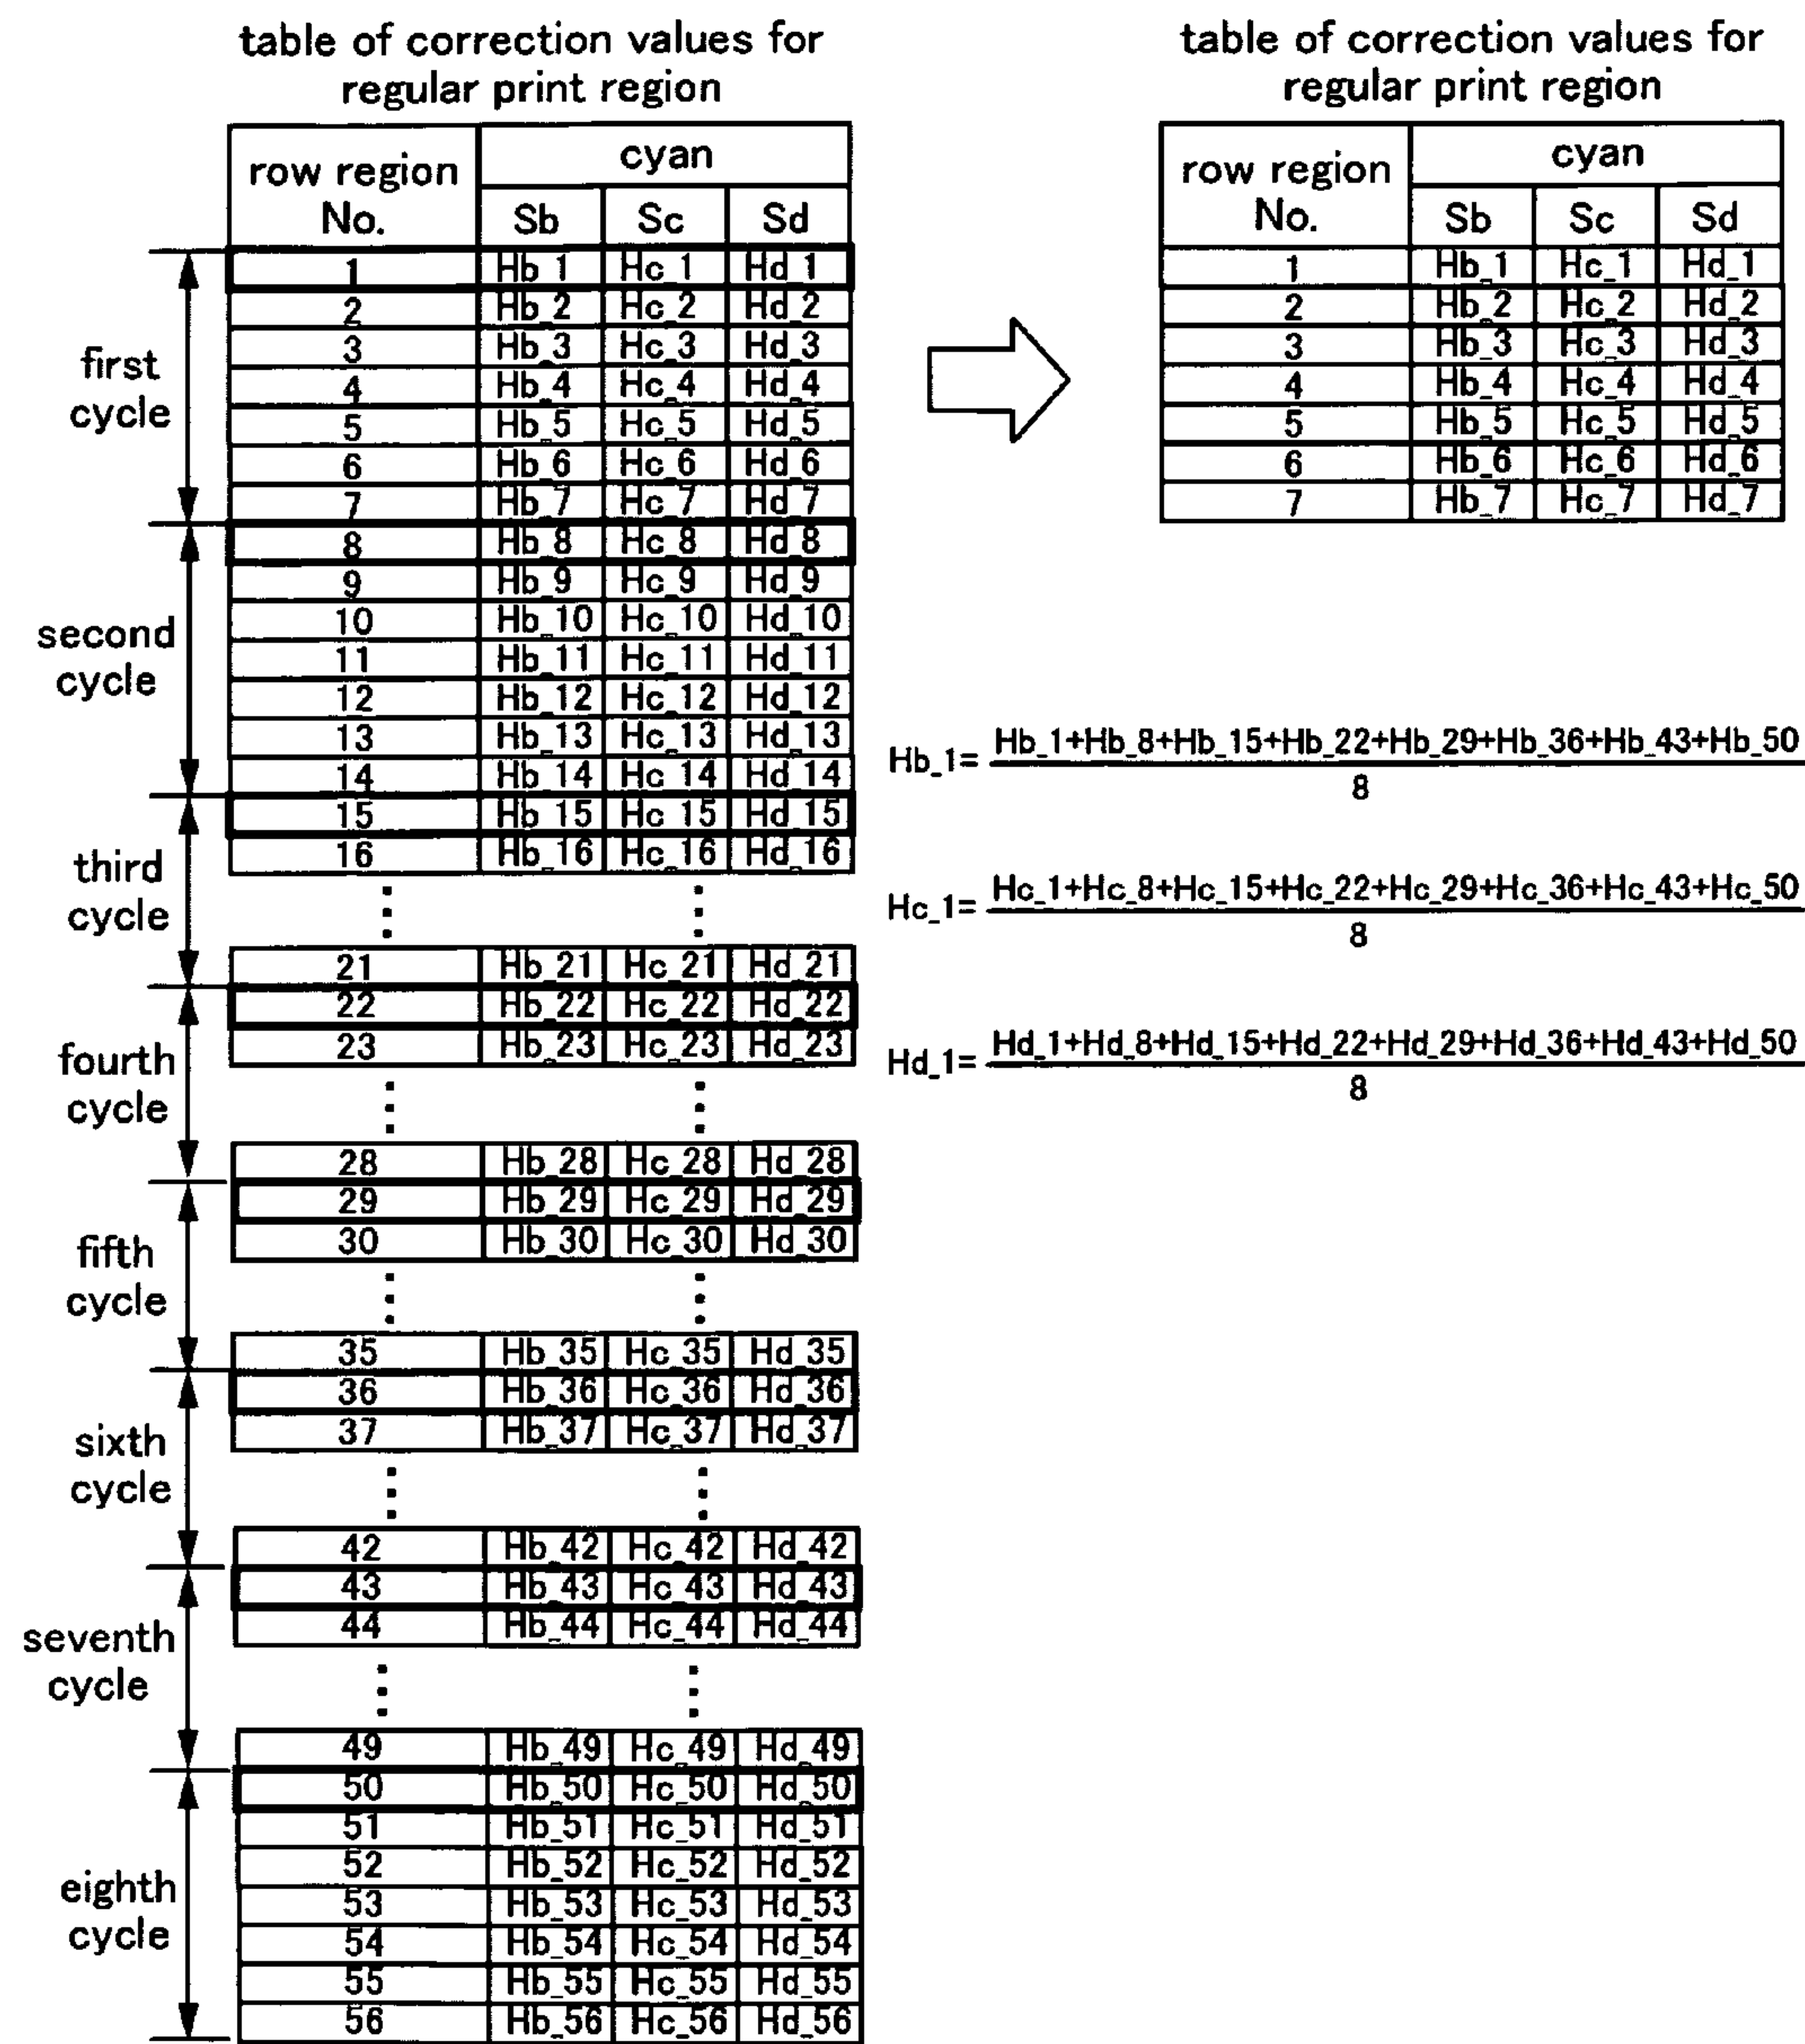 table of correction values for
regular print region
row region No. cyan
Sb Sc Sd
first cycle
1 Hb_1 Hc_1 Hd_1
2 Hb_2 Hc_2 Hd_2
3 Hb_3 Hc_3 Hd_3
4 Hb_4 Hc_4 Hd_4
5 Hb_5 Hc_5 Hd_5
6 Hb_6 Hc_6 Hd_6
7 Hb_7 Hc_7 Hd_7
second cycle
8 Hb_8 Hc_8 Hd_8
9 Hb_9 Hc_9 Hd_9
10 Hb_10 Hc_10 Hd_10
11 Hb_11 Hc_11 Hd_11
12 Hb_12 Hc_12 Hd_12
13 Hb_13 Hc_13 Hd_13
14 Hb_14 Hc_14 Hd_14
third cycle
15 Hb_15 Hc_15 Hd_15
16 Hb_16 Hc_16 Hd_16
⋮ ⋮
21 Hb_21 Hc_21 Hd_21
fourth cycle
22 Hb_22 Hc_22 Hd_22
23 Hb_23 Hc_23 Hd_23
⋮ ⋮
28 Hb_28 Hc_28 Hd_28
fifth cycle
29 Hb_29 Hc_29 Hd_29
30 Hb_30 Hc_30 Hd_30
⋮ ⋮
35 Hb_35 Hc_35 Hd_35
sixth cycle
36 Hb_36 Hc_36 Hd_36
37 Hb_37 Hc_37 Hd_37
⋮ ⋮
42 Hb_42 Hc_42 Hd_42
seventh cycle
43 Hb_43 Hc_43 Hd_43
44 Hb_44 Hc_44 Hd_44
⋮ ⋮
49 Hb_49 Hc_49 Hd_49
eighth cycle
50 Hb_50 Hc_50 Hd_50
51 Hb_51 Hc_51 Hd_51
52 Hb_52 Hc_52 Hd_52
53 Hb_53 Hc_53 Hd_53
54 Hb_54 Hc_54 Hd_54
55 Hb_55 Hc_55 Hd_55
56 Hb_56 Hc_56 Hd_56
table of correction values for
regular print region
row region No. cyan
Sb Sc Sd
1 Hb_1 Hc_1 Hd_1
2 Hb_2 Hc_2 Hd_2
3 Hb_3 Hc_3 Hd_3
4 Hb_4 Hc_4 Hd_4
5 Hb_5 Hc_5 Hd_5
6 Hb_6 Hc_6 Hd_6
7 Hb_7 Hc_7 Hd_7
Hb_1= Hb_1+Hb_8+Hb_15+Hb_22+Hb_29+Hb_36+Hb_43+Hb_50
8
Hc_1= Hc_1+Hc_8+Hc_15+Hc_22+Hc_29+Hc_36+Hc_43+Hc_50
8
Hd_1= Hd_1+Hd_8+Hd_15+Hd_22+Hd_29+Hd_36+Hd_43+Hd_50
8